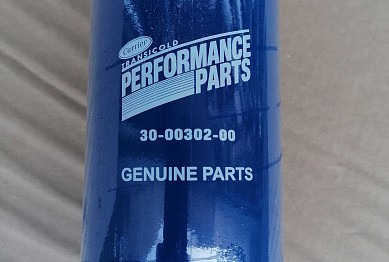 Carrier
TRANSICOLD
PERFORMANCE
PARTS
30-00302-00
GENUINE PARTS